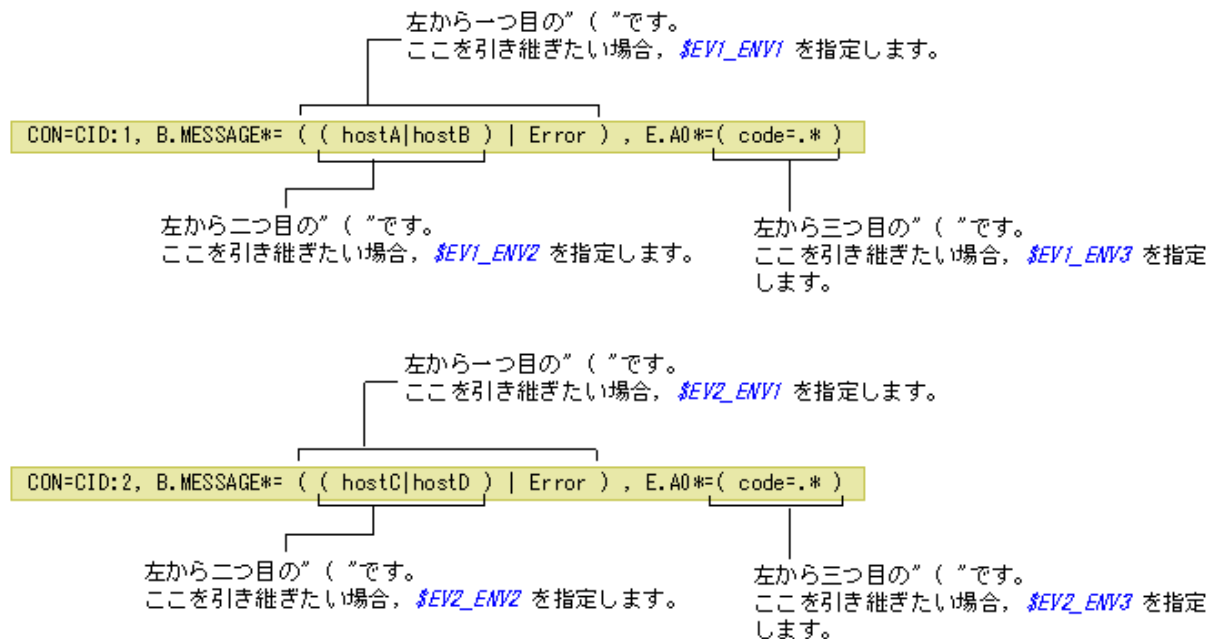 左から一つ目の"（ "です。
ここを引き継ぎたい場合，$EV1_ENV1 を指定します。
CON=CID:1, B.MESSAGE*= ( ( hostA|hostB ) | Error ) , E.A0*=( code=.* )
左から二つ目の"（ "です。
ここを引き継ぎたい場合，$EV1_ENV2 を指定します。
左から三つ目の"（ "です。
ここを引き継ぎたい場合，$EV1_ENV3 を指定
します。
左から一つ目の"（ "です。
ここを引き継ぎたい場合，$EV2_ENV1 を指定します。
CON=CID:2, B.MESSAGE*= ( ( hostC|hostD ) | Error ) , E.A0*=( code=.* )
左から二つ目の"（ "です。
ここを引き継ぎたい場合，$EV2_ENV2 を指定します。
左から三つ目の"（ "です。
ここを引き継ぎたい場合，$EV2_ENV3 を指定
します。